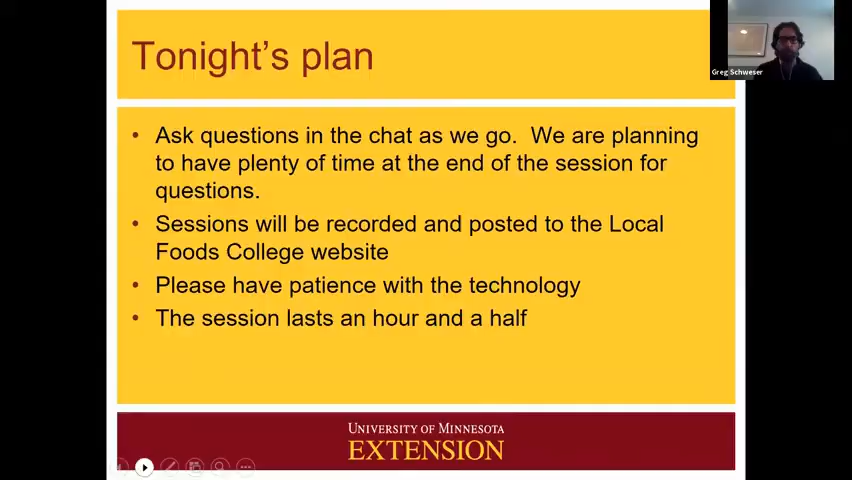 Tonight's plan
Greg Schweser
• Ask questions in the chat as we go. We are planning
to have plenty of time at the end of the session for
questions.
• Sessions will be recorded and posted to the Local
Foods College website
• Please have patience with the technology
• The session lasts an hour and a half
UNIVERSITY OF MINNESOTA
EXTENSION